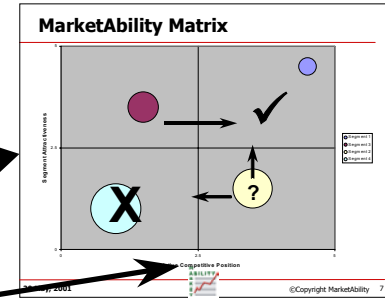 MarketAbility Matrix
5
Segment Attractiveness
2.5
0
0
2.5
5
X
?
Segment 1
Segment 3
Segment 2
Segment 4
Competitive Position
ABILITY
2001
©Copyright MarketAbility
7